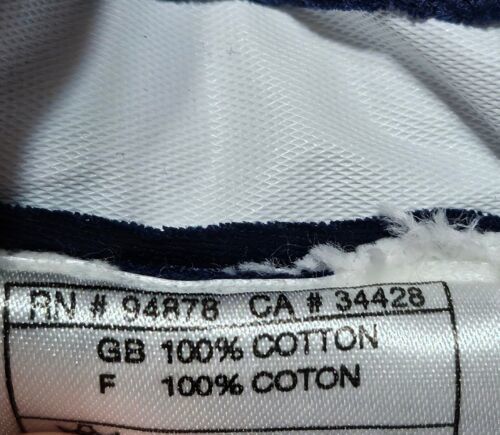 RN # 94878 CA # 34428
GB 100% COTTON
F 100% COTON